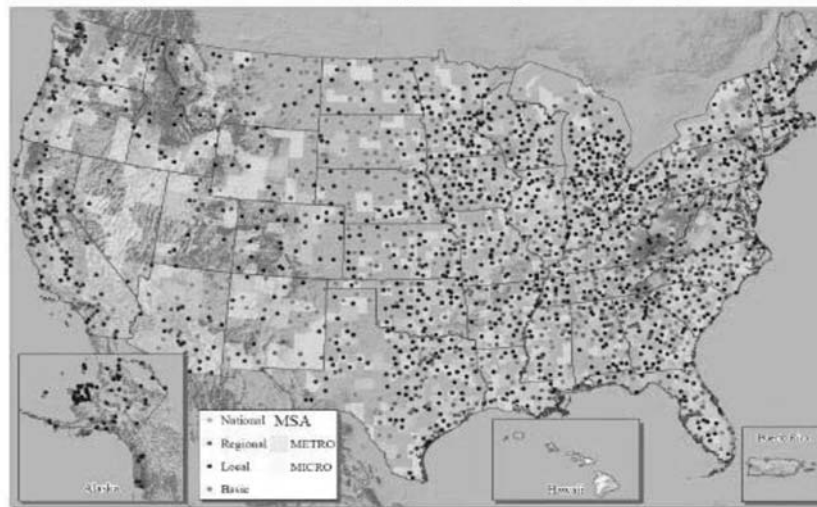 National MSA
Regional METRO
Local MICRO
Basic
Alaska
Hawaii
Puerto Rico